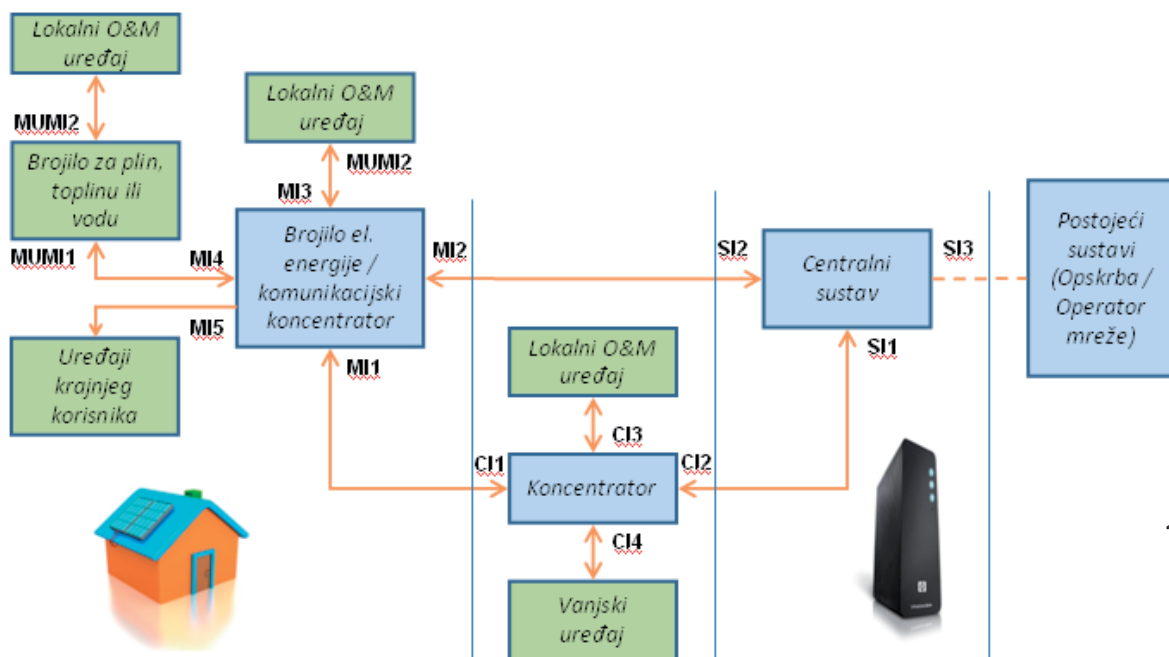 Lokalni O&M
uređaj
MUMI2
Brojilo za plin,
toplinu ili
vodu
MUMI1
Lokalni O&M
uređaj
MUMI2
MI3
Brojilo el.
energije /
komunikacijski
koncentrator
MI4
MI5
MI2
MI1
Uređaji
krajnjeg
korisnika
Lokalni O&M
uređaj
CI3
CI1
Koncentrator
CI2
CI4
Vanjski
uređaj
SI2
Centralni
sustav
SI3
SI1
Postojeći
sustavi
(Opskrba /
Operator
mreže)